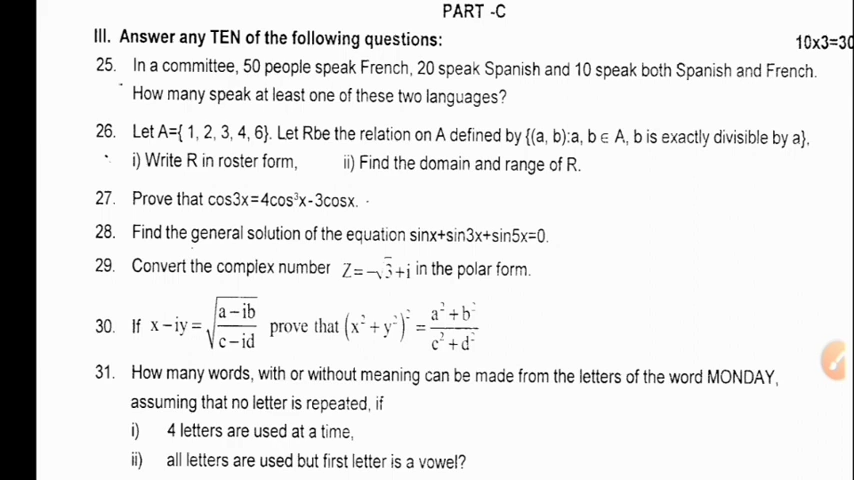 PART -C
III. Answer any TEN of the following questions: 10x3=30
25. In a committee, 50 people speak French, 20 speak Spanish and 10 speak both Spanish and French.
How many speak at least one of these two languages?
26. Let A={ 1, 2, 3, 4, 6}. Let Rbe the relation on A defined by {(a, b):a, b ∈ A, b is exactly divisible by a},
i) Write R in roster form, ii) Find the domain and range of R.
27. Prove that cos3x=4cos³x-3cosx.
28. Find the general solution of the equation sinx+sin3x+sin5x=0.
29. Convert the complex number Z=-√3+i in the polar form.
30. If x-iy=√((a-ib)/(c-id)) prove that (x²+y²)²=(a²+b²)/(c²+d²)
31. How many words, with or without meaning can be made from the letters of the word MONDAY,
assuming that no letter is repeated, if
i) 4 letters are used at a time,
ii) all letters are used but first letter is a vowel?